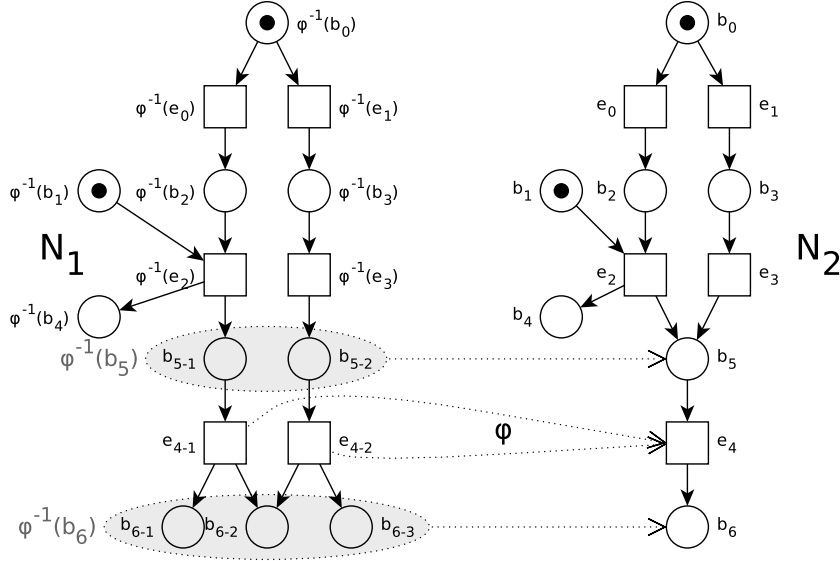 φ⁻¹(b₀) b₀
φ⁻¹(e₀) φ⁻¹(e₁) e₀ e₁
φ⁻¹(b₁) φ⁻¹(b₂) φ⁻¹(b₃) b₁ b₂ b₃
N₁ N₂
φ⁻¹(e₂) φ⁻¹(e₃) e₂ e₃
φ⁻¹(b₄) b₄
φ⁻¹(b₅) b₅₋₁ b₅₋₂ b₅
e₄₋₁ e₄₋₂ φ e₄
φ⁻¹(b₆) b₆₋₁ b₆₋₂ b₆₋₃ b₆